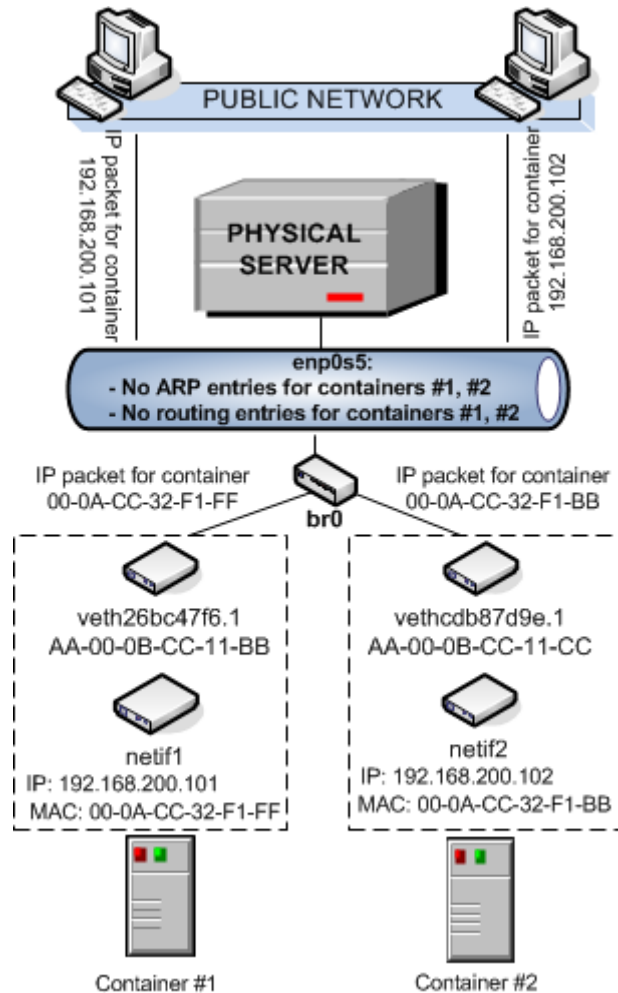 PUBLIC NETWORK
IP packet for container
192.168.200.101
IP packet for container
192.168.200.102
PHYSICAL
SERVER
enp0s5:
- No ARP entries for containers #1, #2
- No routing entries for containers #1, #2
IP packet for container
00-0A-CC-32-F1-FF
IP packet for container
00-0A-CC-32-F1-BB
br0
veth26bc47f6.1
AA-00-0B-CC-11-BB
vethcdb87d9e.1
AA-00-0B-CC-11-CC
netif1
IP: 192.168.200.101
MAC: 00-0A-CC-32-F1-FF
netif2
IP: 192.168.200.102
MAC: 00-0A-CC-32-F1-BB
Container #1
Container #2